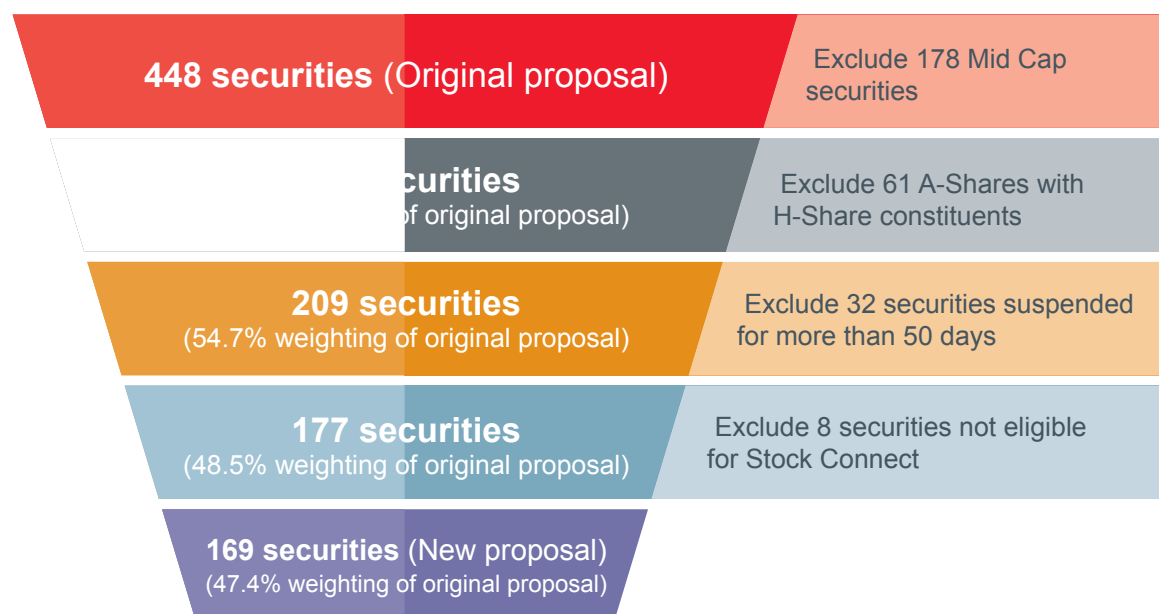 448 securities (Original proposal)
Exclude 178 Mid Cap
securities
curities
of original proposal)
Exclude 61 A-Shares with
H-Share constituents
209 securities
(54.7% weighting of original proposal)
Exclude 32 securities suspended
for more than 50 days
177 securities
(48.5% weighting of original proposal)
Exclude 8 securities not eligible
for Stock Connect
169 securities (New proposal)
(47.4% weighting of original proposal)